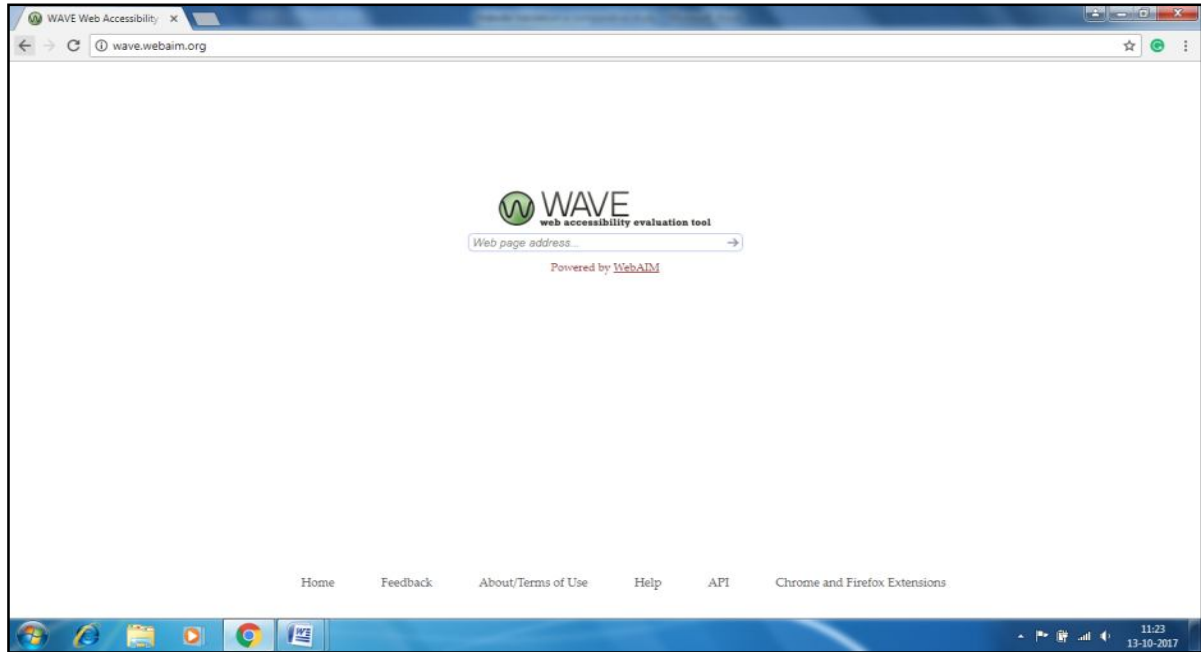 WAVE Web Accessibility
wave.webaim.org
WAVE
web accessibility evaluation tool
Web page address...
Powered by WebAIM
Home Feedback About/Terms of Use Help API Chrome and Firefox Extensions
11:23
13-10-2017